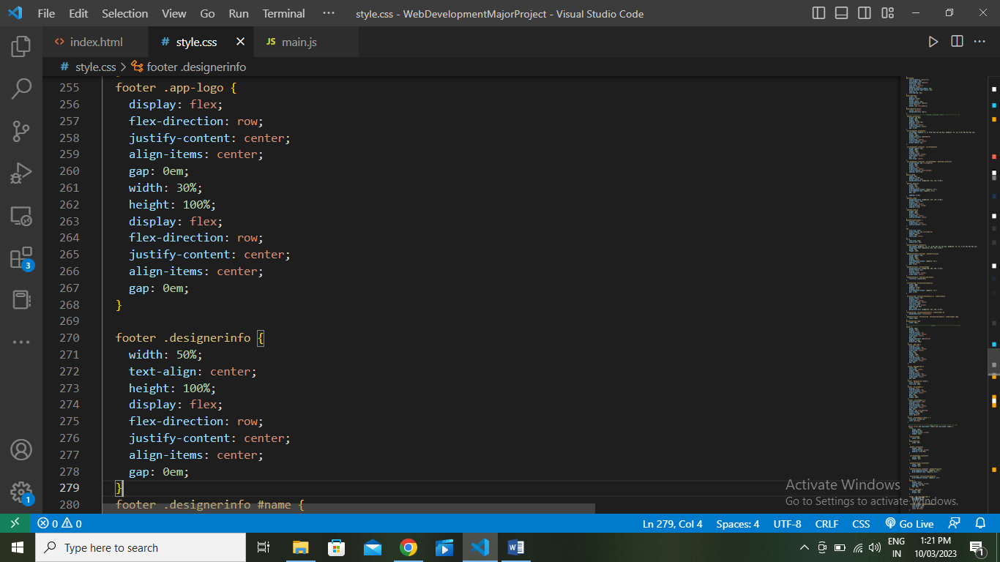 File Edit Selection View Go Run Terminal ··· style.css - WebDevelopmentMajorProject - Visual Studio Code
<> index.html # style.css JS main.js
# style.css > footer .designerinfo
255 footer .app-logo {
256 display: flex;
257 flex-direction: row;
258 justify-content: center;
259 align-items: center;
260 gap: 0em;
261 width: 30%;
262 height: 100%;
263 display: flex;
264 flex-direction: row;
265 justify-content: center;
266 align-items: center;
267 gap: 0em;
268 }
269
270 footer .designerinfo {
271 width: 50%;
272 text-align: center;
273 height: 100%;
274 display: flex;
275 flex-direction: row;
276 justify-content: center;
277 align-items: center;
278 gap: 0em;
279 }
280 footer .designerinfo #name {
3
1
Activate Windows
Go to Settings to activate Windows.
0 0 Ln 279, Col 4 Spaces: 4 UTF-8 CRLF CSS Go Live
Type here to search
ENG
IN
1:21 PM
10/03/2023
1